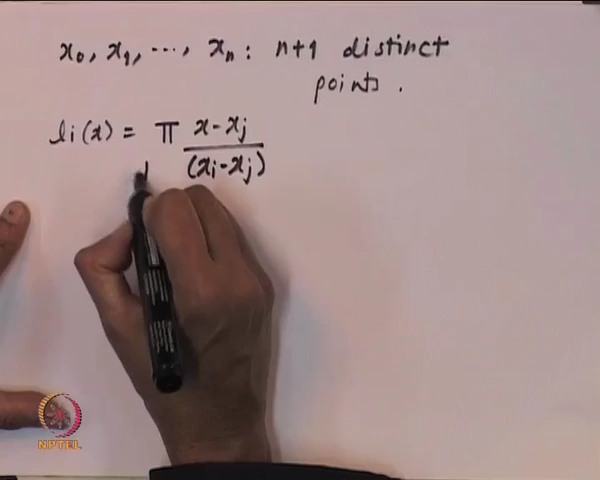 x₀, x₁, ..., xₙ : n+1 distinct
points.
li(x) = π x-xⱼ / (xᵢ-xⱼ)
NPTEL